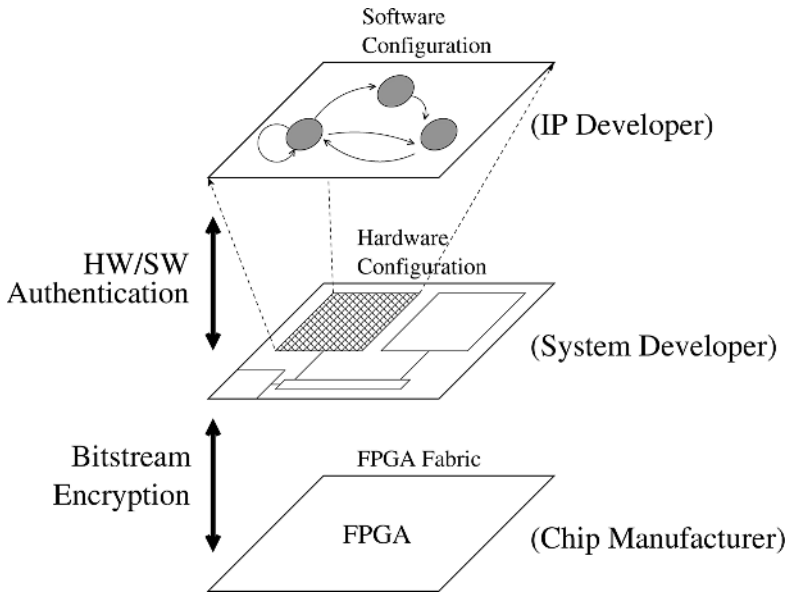 Software
Configuration
(IP Developer)
HW/SW
Authentication
Hardware
Configuration
(System Developer)
Bitstream
Encryption
FPGA Fabric
FPGA
(Chip Manufacturer)